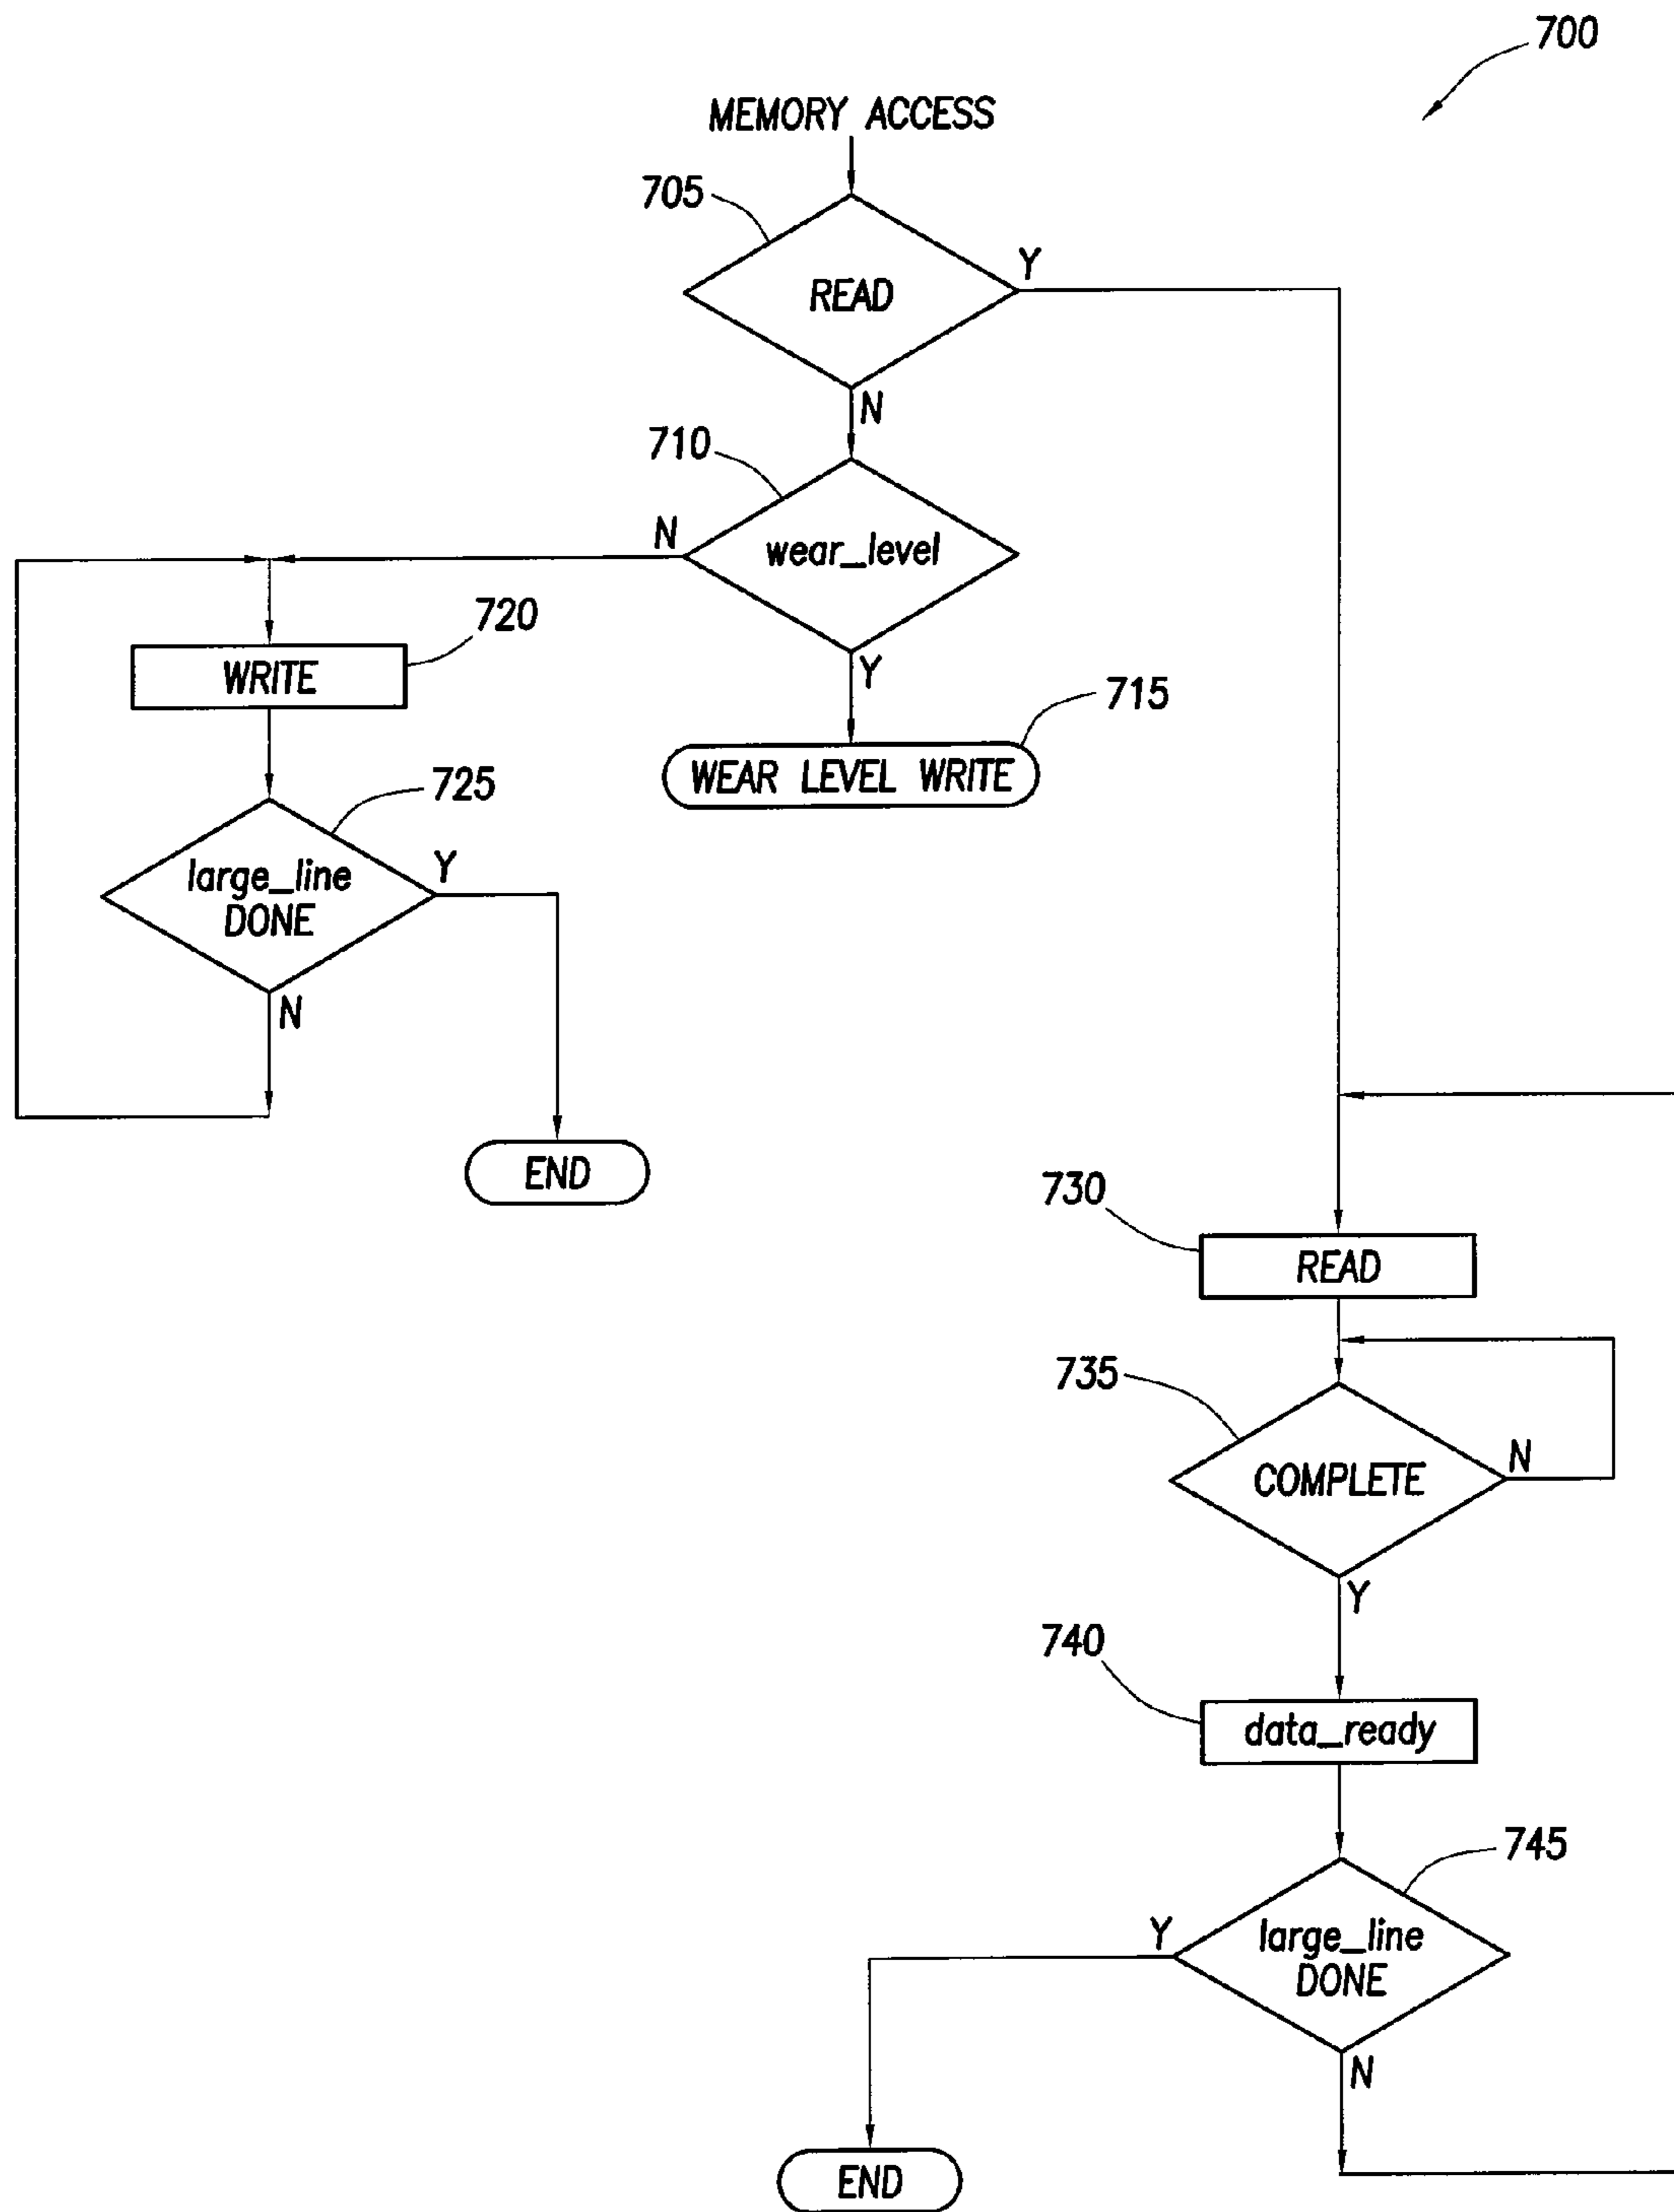 700
MEMORY ACCESS
705
READ
Y
N
710
wear_level
N
Y
720
WRITE
715
WEAR LEVEL WRITE
725
large_line
DONE
Y
N
END
730
READ
735
COMPLETE
N
Y
740
data_ready
745
large_line
DONE
Y
N
END